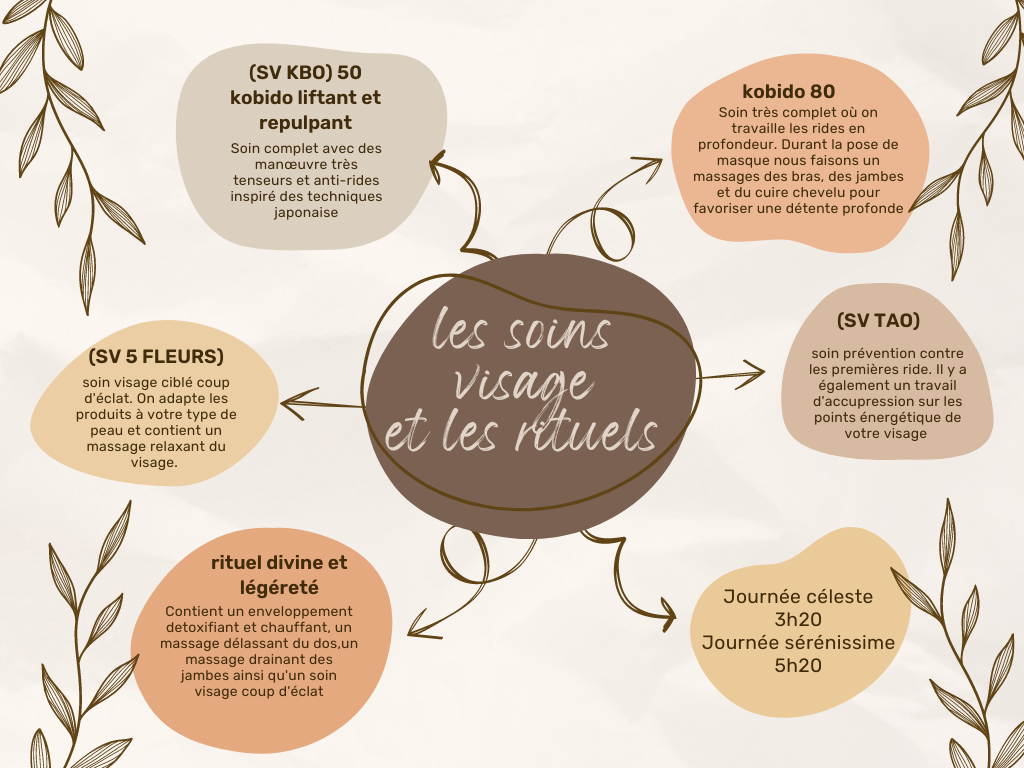 (SV KBO) 50
kobido liftant et
repulpant
Soin complet avec des
manœuvre très
tenseurs et anti-rides
inspiré des techniques
japonaise
kobido 80
Soin très complet où on
travaille les rides en
profondeur. Durant la pose de
masque nous faisons un
massages des bras, des jambes
et du cuire chevelu pour
favoriser une détente profonde
les soins
visage
et les rituels
(SV 5 FLEURS)
soin visage ciblé coup
d'éclat. On adapte les
produits à votre type de
peau et contient un
massage relaxant du
visage.
(SV TAO)
soin prévention contre
les premières ride. Il y a
également un travail
d'accupression sur les
points énergétique de
votre visage
rituel divine et
légéreté
Contient un enveloppement
detoxifiant et chauffant, un
massage délassant du dos,un
massage drainant des
jambes ainsi qu'un soin
visage coup d'éclat
Journée céleste
3h20
Journée sérénissime
5h20